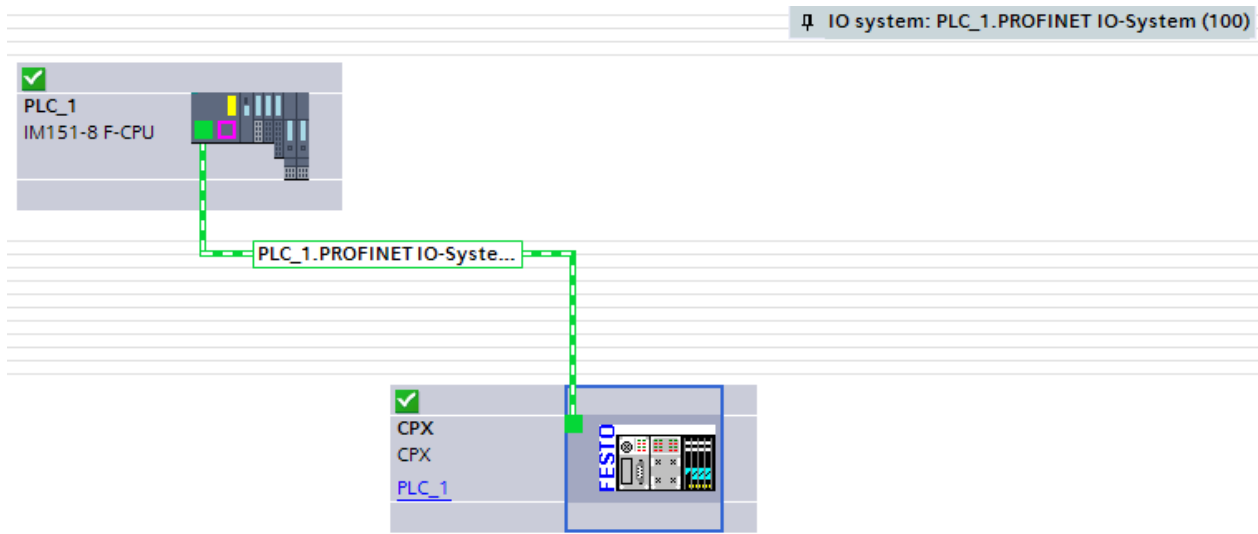 IO system: PLC_1.PROFINET IO-System (100)
PLC_1
IM151-8 F-CPU
PLC_1.PROFINET IO-Syste...
CPX
CPX
PLC_1
FESTO